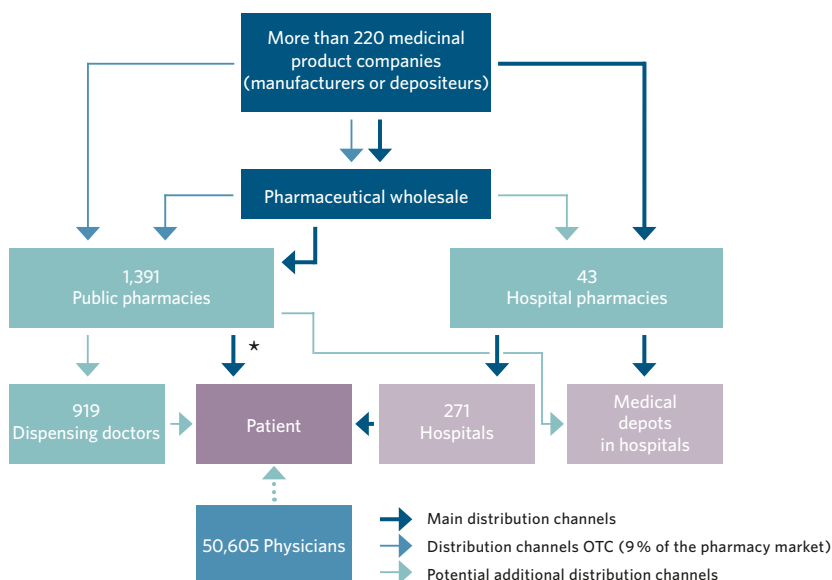 More than 220 medicinal
product companies
(manufacturers or depositeurs)
Pharmaceutical wholesale
1,391
Public pharmacies
43
Hospital pharmacies
*
919
Dispensing doctors
Patient
271
Hospitals
Medical
depots
in hospitals
50,605 Physicians
Main distribution channels
Distribution channels OTC (9% of the pharmacy market)
Potential additional distribution channels